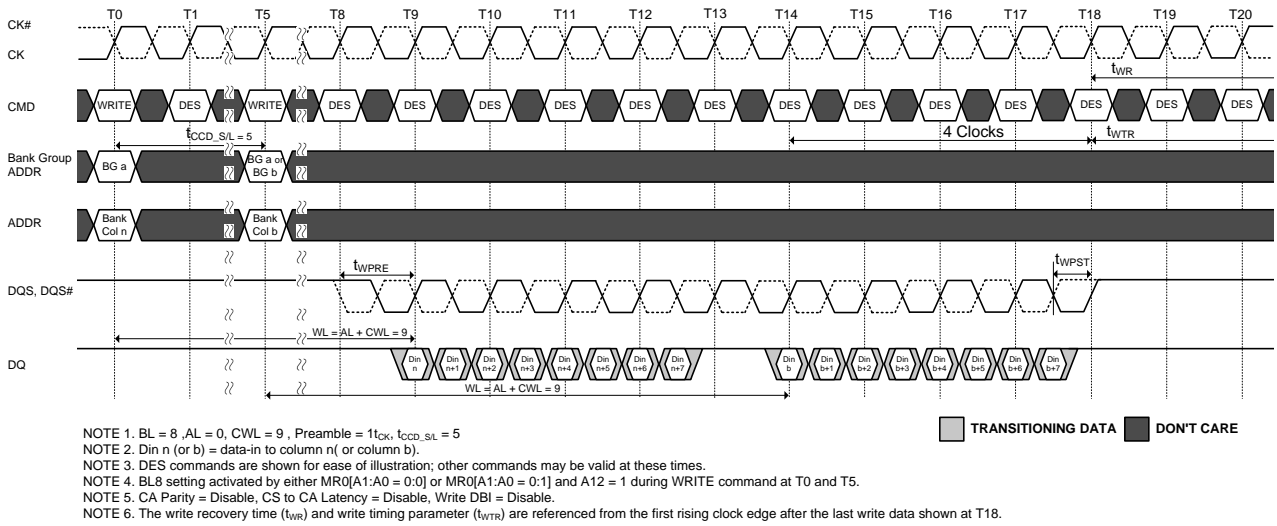 T0 T1 T5 T8 T9 T10 T11 T12 T13 T14 T15 T16 T17 T18 T19 T20
CK#
CK
tWR
CMD WRITE DES WRITE DES DES DES DES DES DES DES DES DES DES DES DES DES
tCCD_S/L = 5
4 Clocks
tWTR
Bank Group
ADDR
BG a
BG a or
BG b
ADDR
Bank
Col n
Bank
Col b
tWPRE
tWPST
DQS, DQS#
WL = AL + CWL = 9
DQ
Din
n
Din
n+1
Din
n+2
Din
n+3
Din
n+4
Din
n+5
Din
n+6
Din
n+7
Din
b
Din
b+1
Din
b+2
Din
b+3
Din
b+4
Din
b+5
Din
b+6
Din
b+7
WL = AL + CWL = 9
TRANSITIONING DATA
DON'T CARE
NOTE 1. BL = 8 ,AL = 0, CWL = 9 , Preamble = 1tCK, tCCD_S/L = 5
NOTE 2. Din n (or b) = data-in to column n( or column b).
NOTE 3. DES commands are shown for ease of illustration; other commands may be valid at these times.
NOTE 4. BL8 setting activated by either MR0[A1:A0 = 0:0] or MR0[A1:A0 = 0:1] and A12 = 1 during WRITE command at T0 and T5.
NOTE 5. CA Parity = Disable, CS to CA Latency = Disable, Write DBI = Disable.
NOTE 6. The write recovery time (tWR) and write timing parameter (tWTR) are referenced from the first rising clock edge after the last write data shown at T18.